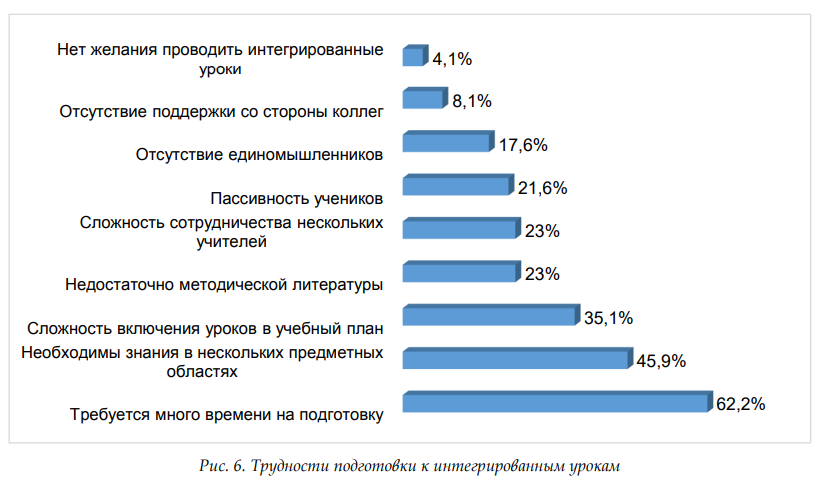 Нет желания проводить интегрированные
уроки
4,1%
Отсутствие поддержки со стороны коллег
8,1%
Отсутствие единомышленников
17,6%
Пассивность учеников
21,6%
Сложность сотрудничества нескольких
учителей
23%
Недостаточно методической литературы
23%
Сложность включения уроков в учебный план
35,1%
Необходимы знания в нескольких предметных
областях
45,9%
Требуется много времени на подготовку
62,2%
Рис. 6. Трудности подготовки к интегрированным урокам